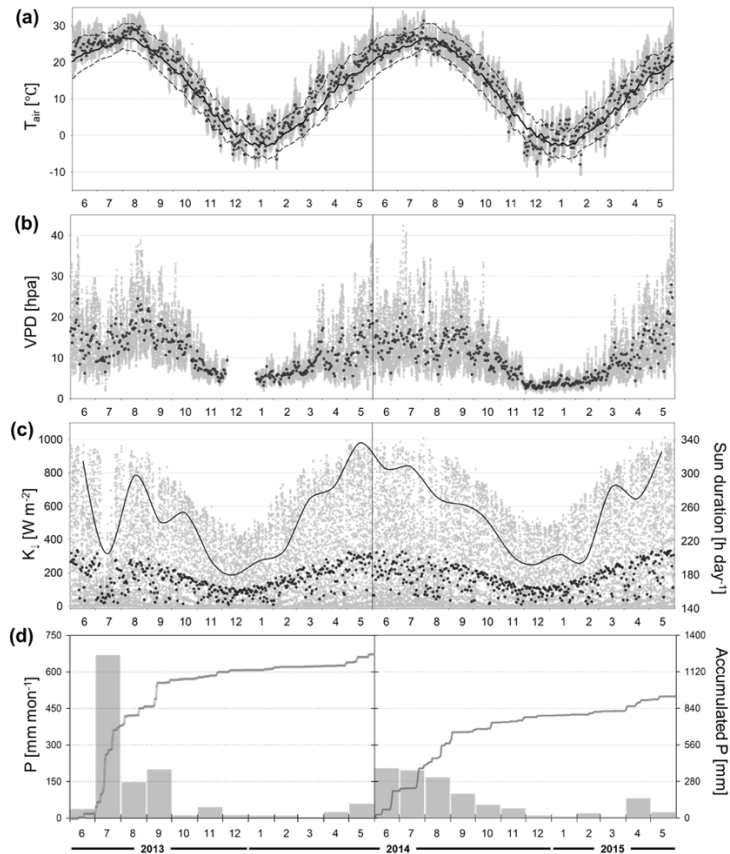 (a)
30
20
10
0
-10
T air [°C]
6 7 8 9 10 11 12 1 2 3 4 5 6 7 8 9 10 11 12 1 2 3 4 5
(b)
40
30
20
10
0
VPD [hpa]
6 7 8 9 10 11 12 1 2 3 4 5 6 7 8 9 10 11 12 1 2 3 4 5
(c)
1000
800
600
400
200
0
K↓ [W m-2]
340
300
260
220
180
140
Sun duration [h day-1]
6 7 8 9 10 11 12 1 2 3 4 5 6 7 8 9 10 11 12 1 2 3 4 5
(d)
750
600
450
300
150
0
P [mm mon-1]
1400
1120
840
560
280
0
Accumulated P [mm]
6 7 8 9 10 11 12 1 2 3 4 5 6 7 8 9 10 11 12 1 2 3 4 5
2013 2014 2015